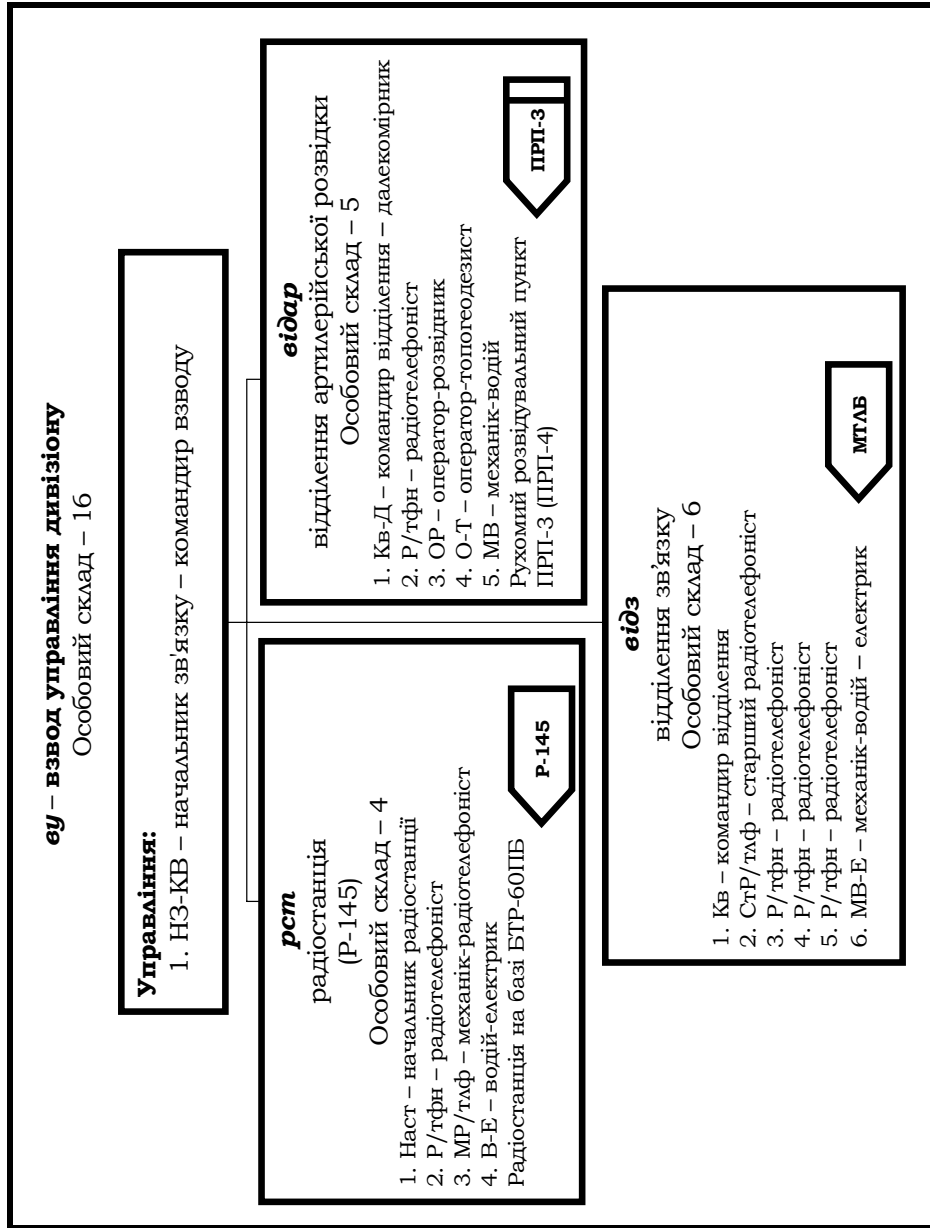 ву – взвод управління дивізіону
Особовий склад – 16
Управління:
1. НЗ-КВ – начальник зв'язку – командир взводу
рст
радіостанція
(Р-145)
Особовий склад – 4
1. Наст – начальник радіостанції
2. Р/тфн – радіотелефоніст
3. МР/тлф – механік-радіотелефоніст
4. В-Е – водій-електрик
Радіостанція на базі БТР-60ПБ
Р-145
відар
відділення артилерійської розвідки
Особовий склад – 5
1. Кв-Д – командир відділення – далекомірник
2. Р/тфн – радіотелефоніст
3. ОР – оператор-розвідник
4. О-Т – оператор-топогеодезист
5. МВ – механік-водій
Рухомий розвідувальний пункт
ПРП-3 (ПРП-4)
ПРП-3
відз
відділення зв'язку
Особовий склад – 6
1. Кв – командир відділення
2. СтР/тлф – старший радіотелефоніст
3. Р/тфн – радіотелефоніст
4. Р/тфн – радіотелефоніст
5. Р/тфн – радіотелефоніст
6. МВ-Е – механік-водій – електрик
МТЛБ